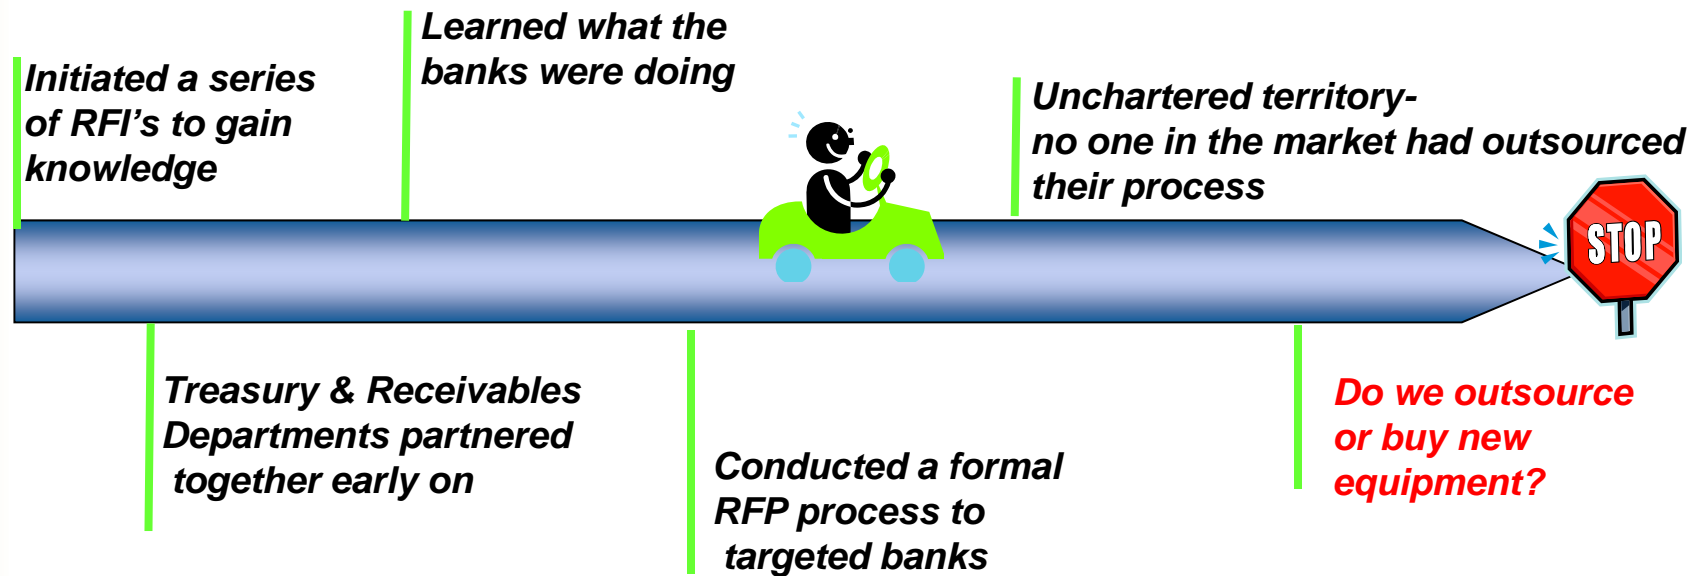 Initiated a series
of RFI's to gain
knowledge
Treasury & Receivables
Departments partnered
together early on
Learned what the
banks were doing
Conducted a formal
RFP process to
targeted banks
Unchartered territory-
no one in the market had outsourced
their process
Do we outsource
or buy new
equipment?
STOP